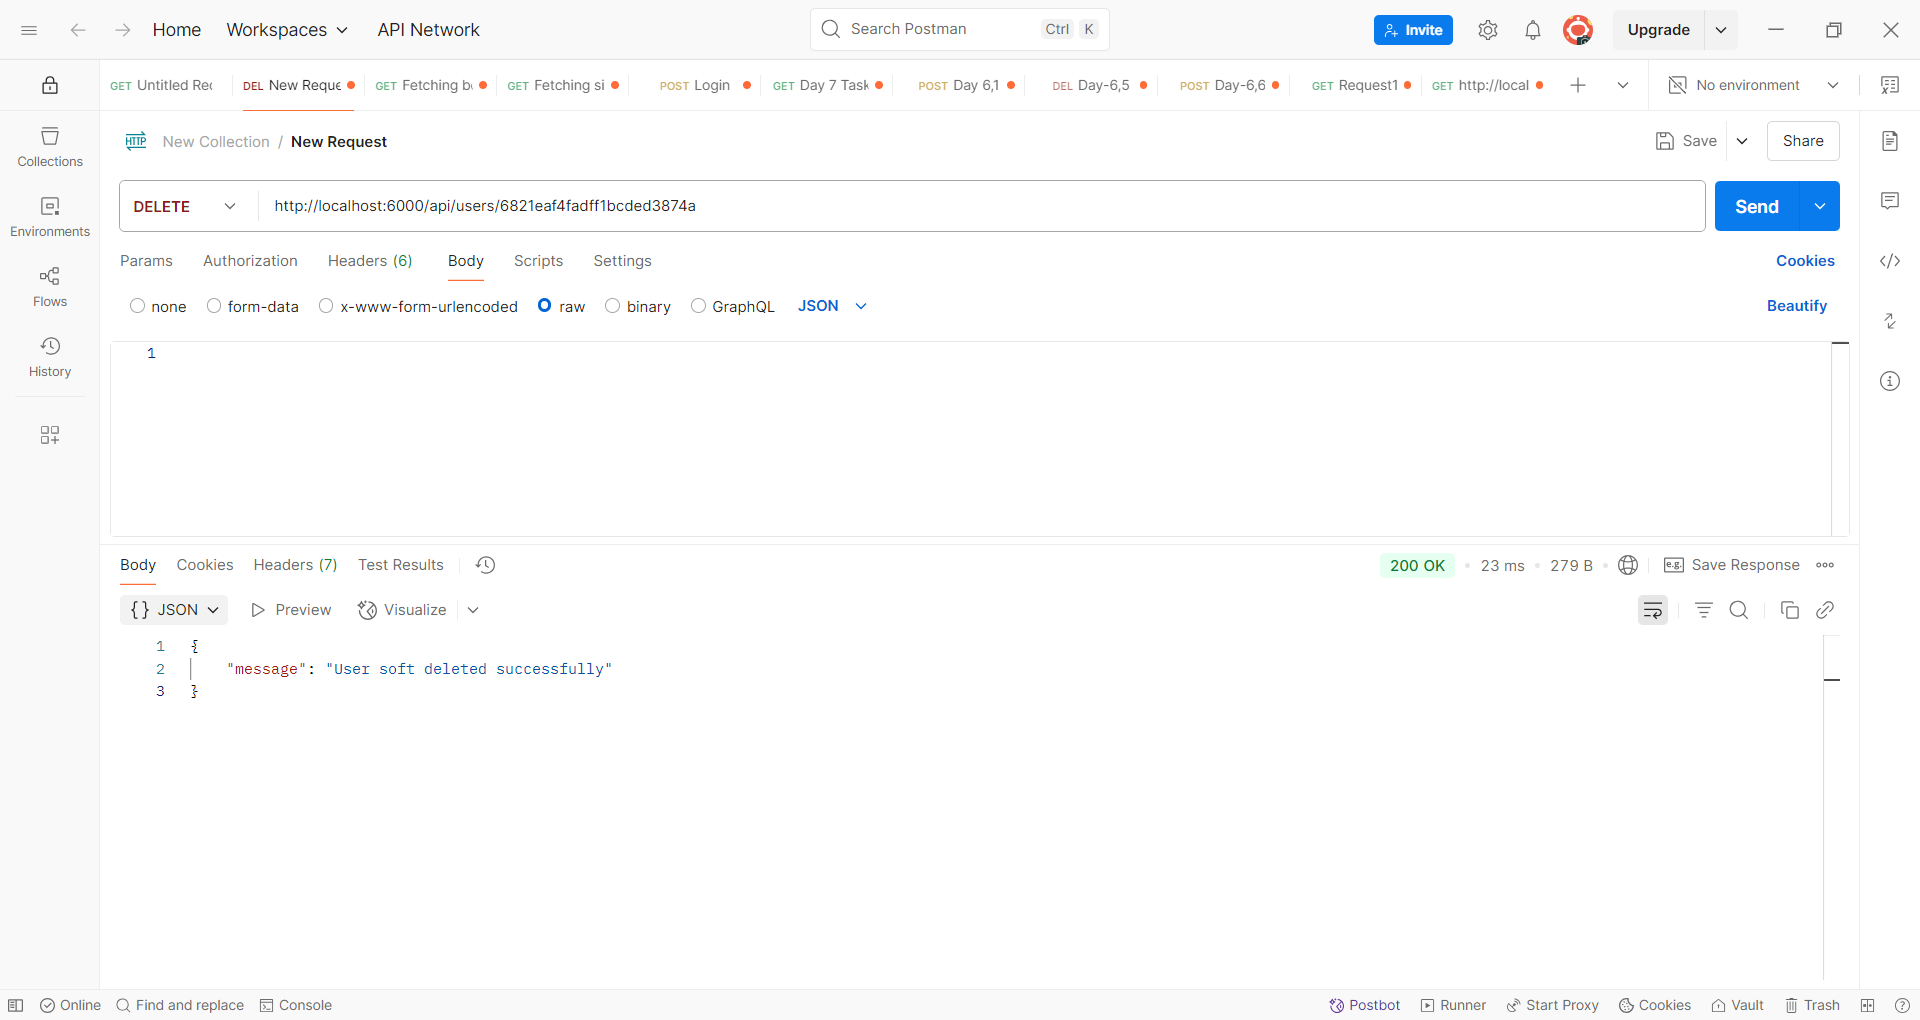 Home Workspaces API Network Search Postman Ctrl K Invite Upgrade
GET Untitled Rec DEL New Reque GET Fetching b GET Fetching si POST Login GET Day 7 Task POST Day 6,1 DEL Day-6,5 POST Day-6,6 GET Request1 GET http://local No environment
Collections
Environments
Flows
History
HTTP New Collection / New Request Save Share
DELETE http://localhost:6000/api/users/6821eaf4fadff1bcded3874a Send
Params Authorization Headers (6) Body Scripts Settings Cookies
none form-data x-www-form-urlencoded raw binary GraphQL JSON Beautify
1
Body Cookies Headers (7) Test Results 200 OK • 23 ms • 279 B • e.g. Save Response
{} JSON Preview Visualize
1 {
2 "message": "User soft deleted successfully"
3 }
Online Find and replace Console Postbot Runner Start Proxy Cookies Vault Trash